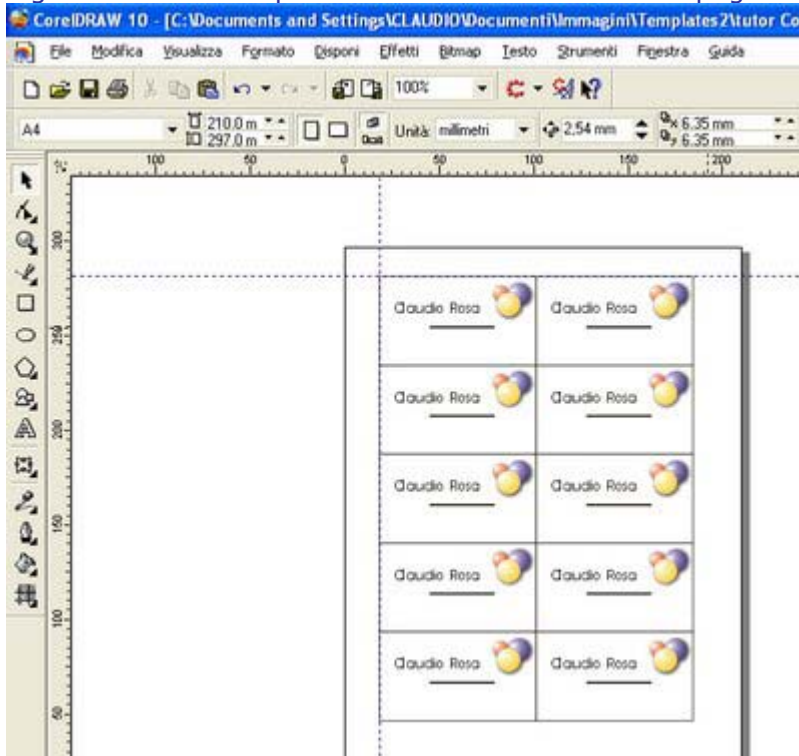 CorelDRAW 10 - [C:\Documents and Settings\CLAUDIO\Documenti\Immagini\Templates2\tutor Co
File Modifica Visualizza Formato Disponi Effetti Bitmap Testo Strumenti Finestra Guida
100%
A4 210.0 m 297.0 m Unità: millimetri 2,54 mm x 6.35 mm y 6.35 mm
100 50 0 50 100 150 200
300
250
200
150
100
50
Claudio Rosa Claudio Rosa
Claudio Rosa Claudio Rosa
Claudio Rosa Claudio Rosa
Claudio Rosa Claudio Rosa
Claudio Rosa Claudio Rosa